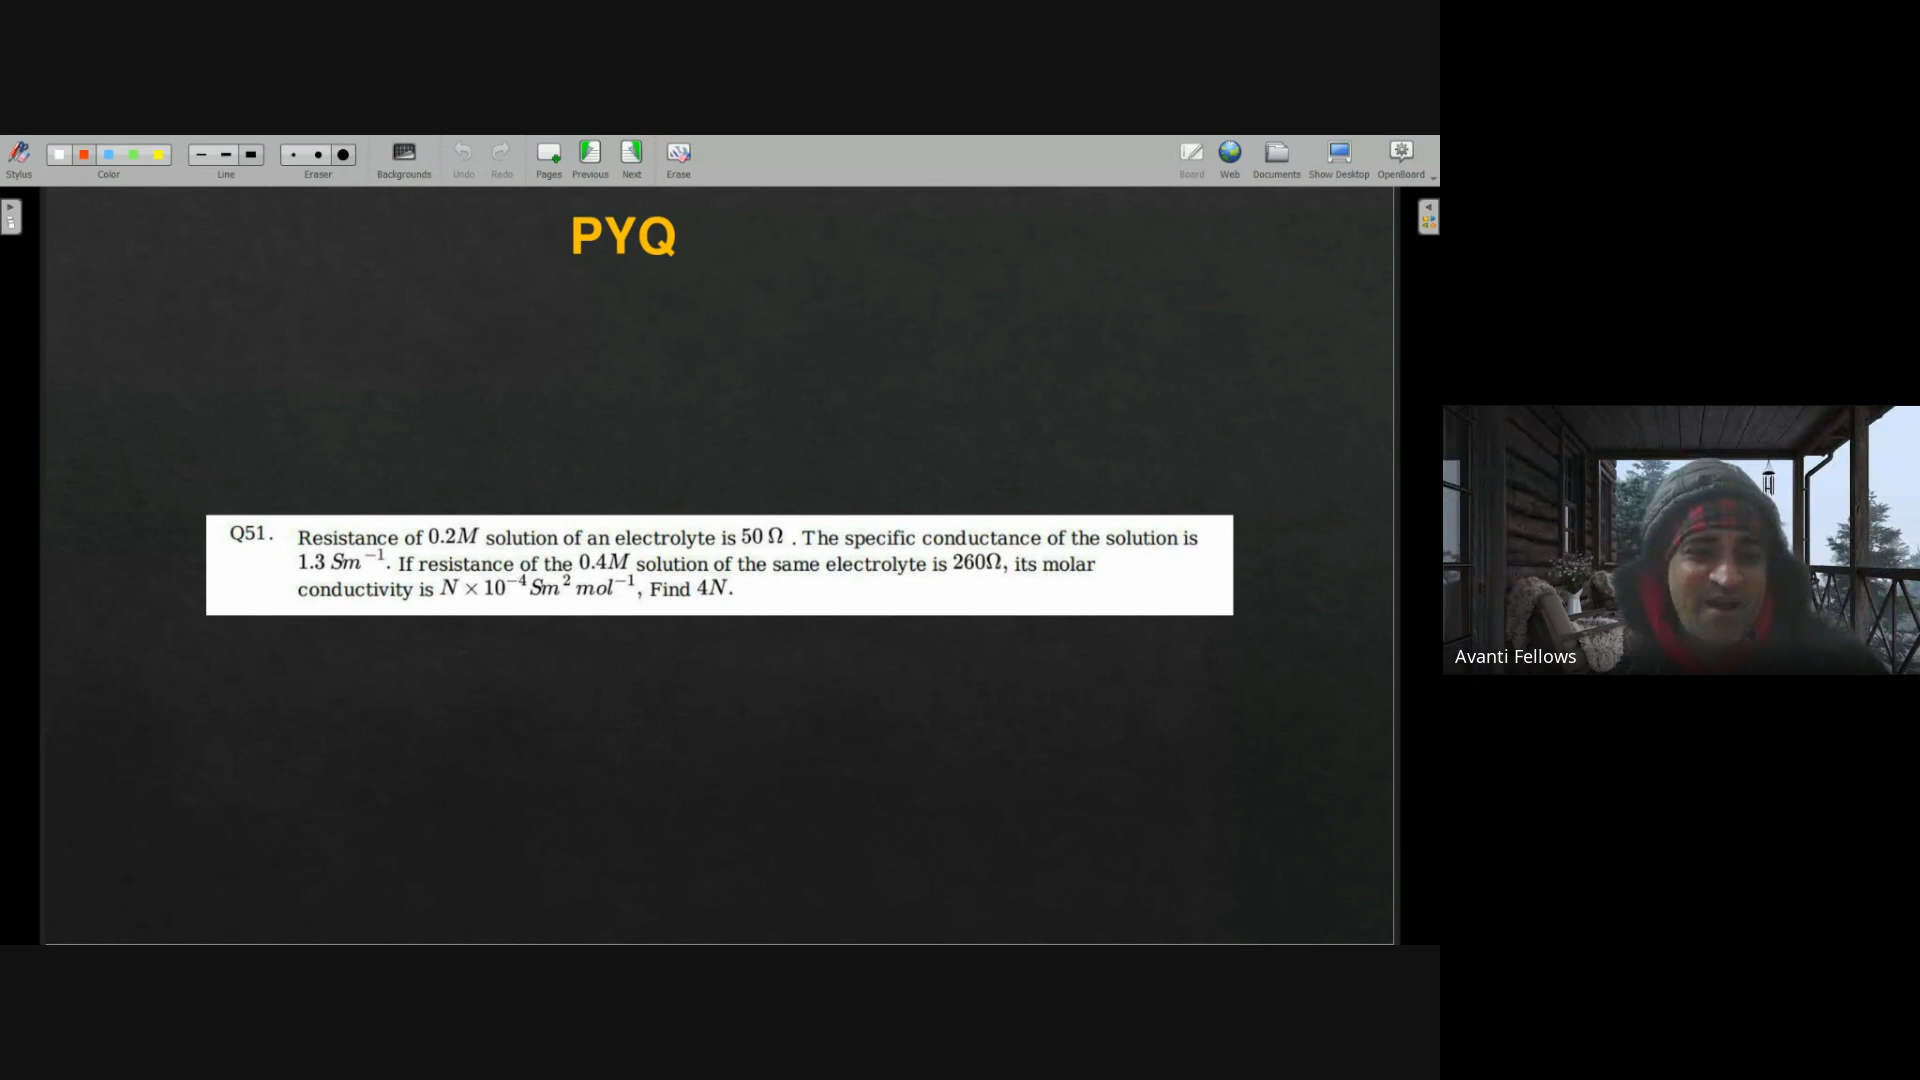 Stylus
Color
Line
Eraser
Backgrounds
Undo
Redo
Pages
Previous
Next
Erase
Board
Web
Documents
Show Desktop
OpenBoard
PYQ
Q51. Resistance of 0.2M solution of an electrolyte is 50 Ω . The specific conductance of the solution is
1.3 Sm⁻¹. If resistance of the 0.4M solution of the same electrolyte is 260Ω, its molar
conductivity is N × 10⁻⁴ Sm² mol⁻¹, Find 4N.
Avanti Fellows